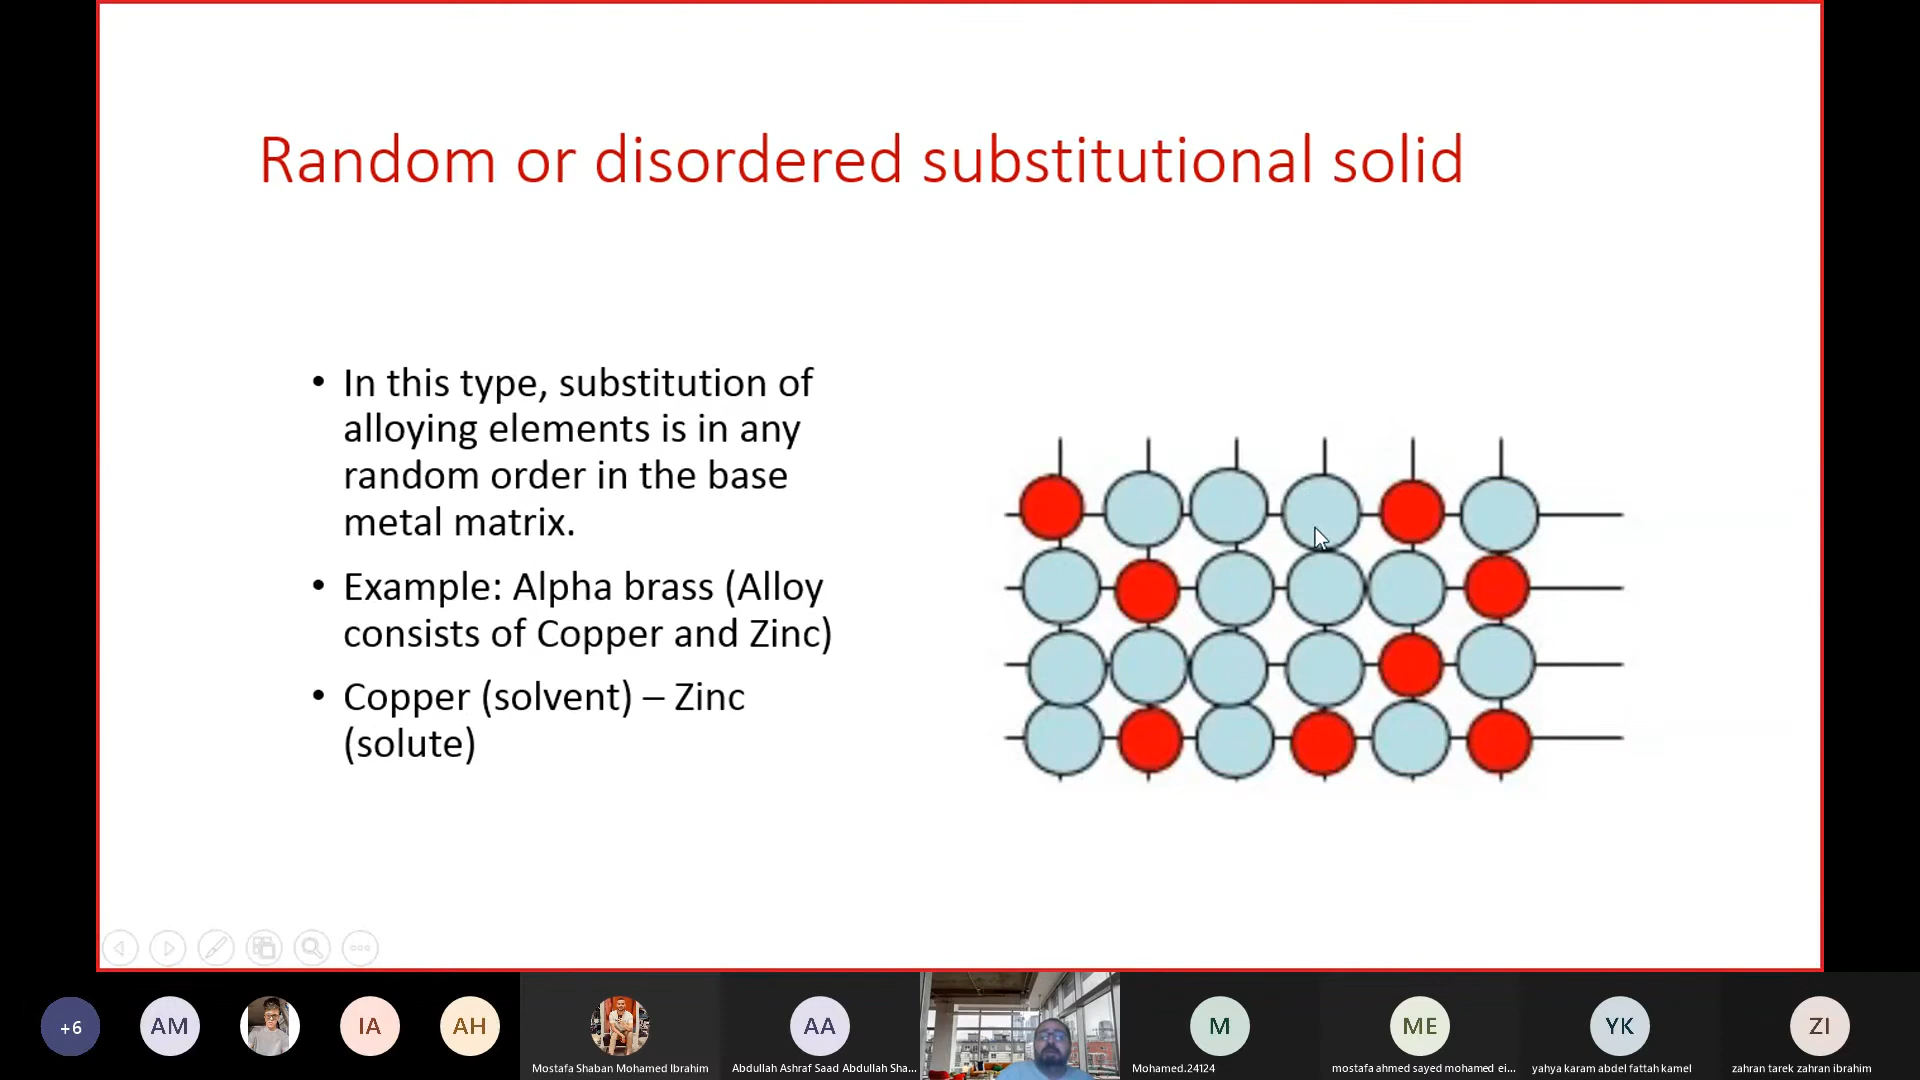 Random or disordered substitutional solid
• In this type, substitution of
alloying elements is in any
random order in the base
metal matrix.
• Example: Alpha brass (Alloy
consists of Copper and Zinc)
• Copper (solvent) – Zinc
(solute)
+6
AM
IA
AH
Mostafa Shaban Mohamed Ibrahim
AA
Abdullah Ashraf Saad Abdullah Sha...
M
Mohamed.24124
ME
mostafa ahmed sayed mohamed ei...
YK
yahya karam abdel fattah kamel
ZI
zahran tarek zahran ibrahim